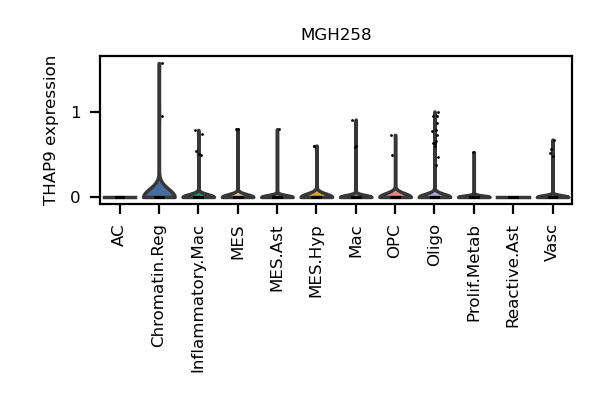 MGH258
THAP9 expression
1
0
AC
Chromatin.Reg
Inflammatory.Mac
MES
MES.Ast
MES.Hyp
Mac
OPC
Oligo
Prolif.Metab
Reactive.Ast
Vasc